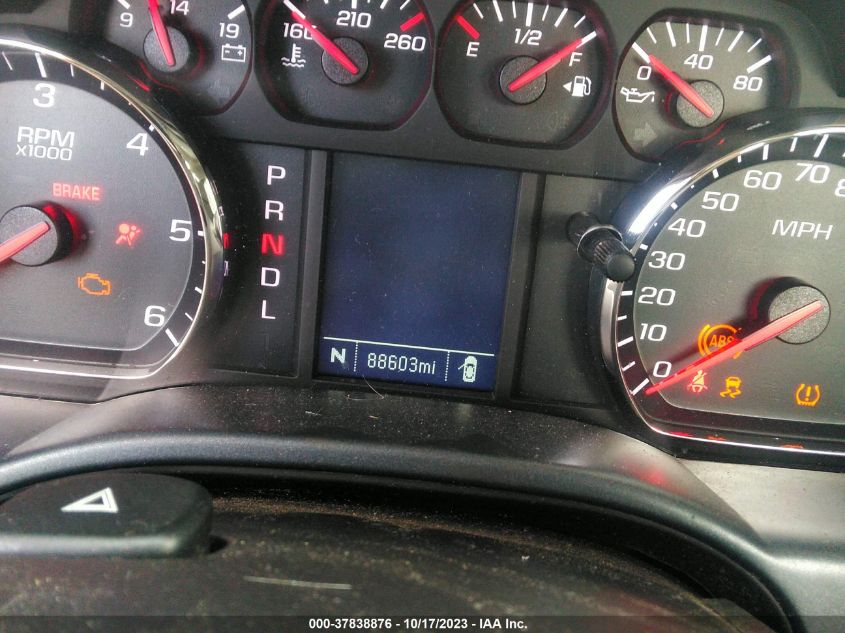 9 14 19
160 210 260
E 1/2 F
0 40 80
RPM
x1000
3
4
5
6
BRAKE
P
R
N
D
L
N 88603mi
MPH
0
10
20
30
40
50
60
70
8
ABS
000-37838876 - 10/17/2023 - IAA Inc.